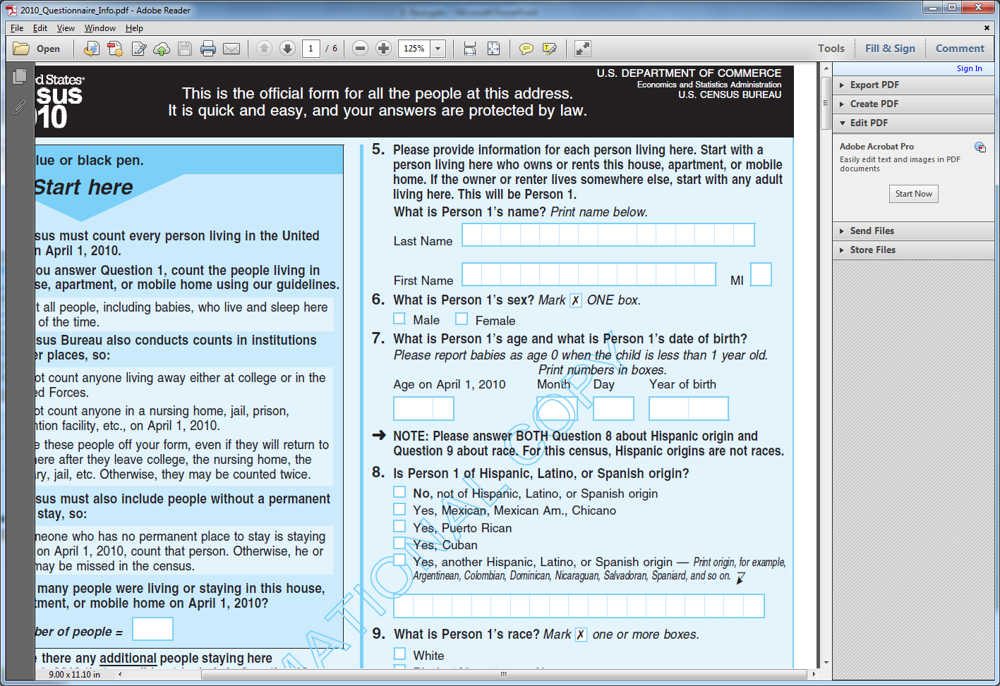 2010_Questionnaire_Info.pdf - Adobe Reader
File Edit View Window Help
Open 1 / 6 125% Tools Fill & Sign Comment
Sign In
Export PDF
Create PDF
Edit PDF
Adobe Acrobat Pro
Easily edit text and images in PDF
documents
Start Now
Send Files
Store Files
d States
sus
10
This is the official form for all the people at this address.
It is quick and easy, and your answers are protected by law.
U.S. DEPARTMENT OF COMMERCE
Economics and Statistics Administration
U.S. CENSUS BUREAU
lue or black pen.
Start here
sus must count every person living in the United
n April 1, 2010.
ou answer Question 1, count the people living in
se, apartment, or mobile home using our guidelines.
t all people, including babies, who live and sleep here
of the time.
sus Bureau also conducts counts in institutions
er places, so:
ot count anyone living away either at college or in the
ed Forces.
ot count anyone in a nursing home, jail, prison,
ntion facility, etc., on April 1, 2010.
e these people off your form, even if they will return to
here after they leave college, the nursing home, the
ry, jail, etc. Otherwise, they may be counted twice.
sus must also include people without a permanent
stay, so:
meone who has no permanent place to stay is staying
on April 1, 2010, count that person. Otherwise, he or
may be missed in the census.
many people were living or staying in this house,
tment, or mobile home on April 1, 2010?
ber of people =
e there any additional people staying here
5. Please provide information for each person living here. Start with a
person living here who owns or rents this house, apartment, or mobile
home. If the owner or renter lives somewhere else, start with any adult
living here. This will be Person 1.
What is Person 1's name? Print name below.
Last Name
First Name MI
6. What is Person 1's sex? Mark X ONE box.
Male Female
7. What is Person 1's age and what is Person 1's date of birth?
Please report babies as age 0 when the child is less than 1 year old.
Print numbers in boxes.
Age on April 1, 2010 Month Day Year of birth
➜ NOTE: Please answer BOTH Question 8 about Hispanic origin and
Question 9 about race. For this census, Hispanic origins are not races.
8. Is Person 1 of Hispanic, Latino, or Spanish origin?
No, not of Hispanic, Latino, or Spanish origin
Yes, Mexican, Mexican Am., Chicano
Yes, Puerto Rican
Yes, Cuban
Yes, another Hispanic, Latino, or Spanish origin — Print origin, for example,
Argentinean, Colombian, Dominican, Nicaraguan, Salvadoran, Spaniard, and so on.
9. What is Person 1's race? Mark X one or more boxes.
White
MATIONAL COPY
9.00 x 11.10 in